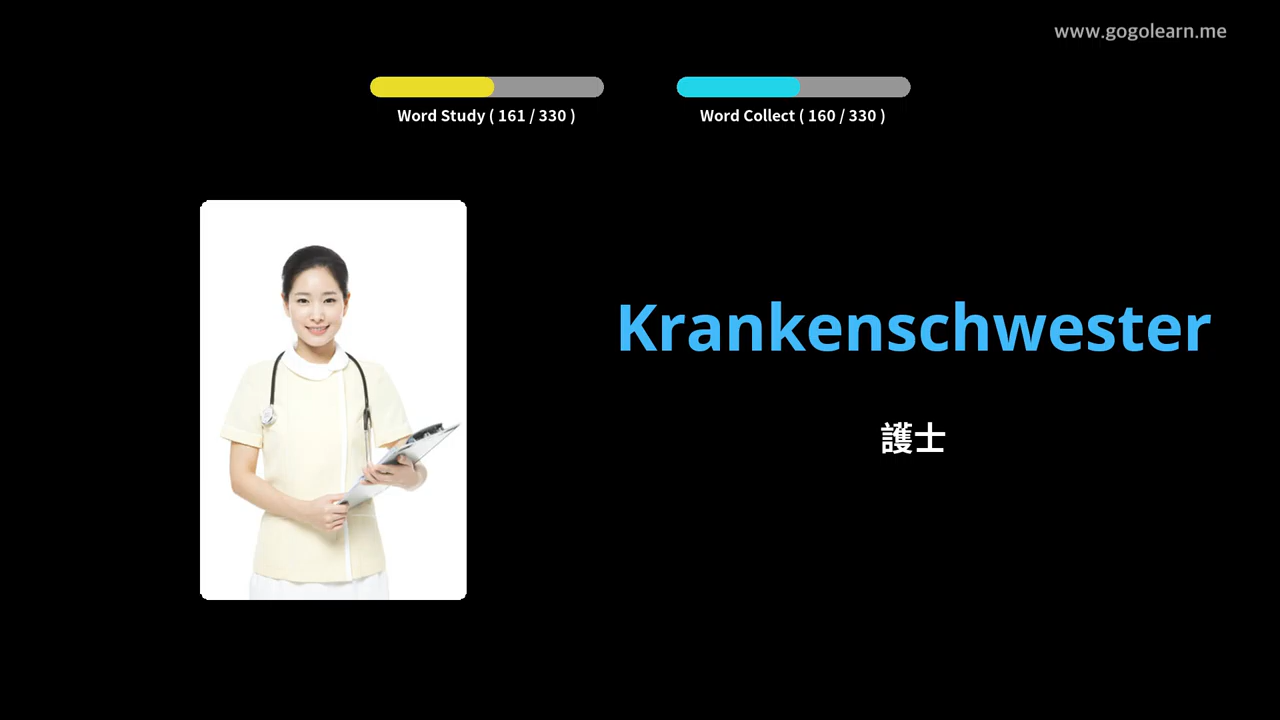 www.gogolearn.me
Word Study ( 161 / 330 )
Word Collect ( 160 / 330 )
Krankenschwester
護士